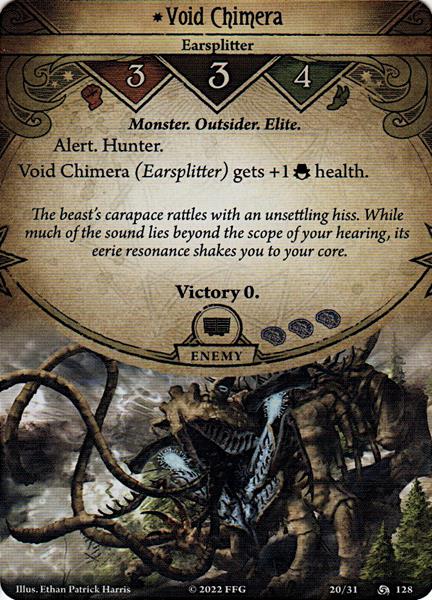 *Void Chimera
Earsplitter
3 3 4
Monster. Outsider. Elite.
Alert. Hunter.
Void Chimera (Earsplitter) gets +1 health.
The beast's carapace rattles with an unsettling hiss. While
much of the sound lies beyond the scope of your hearing, its
eerie resonance shakes you to your core.
Victory 0.
ENEMY
Illus. Ethan Patrick Harris © 2022 FFG 20/31 128